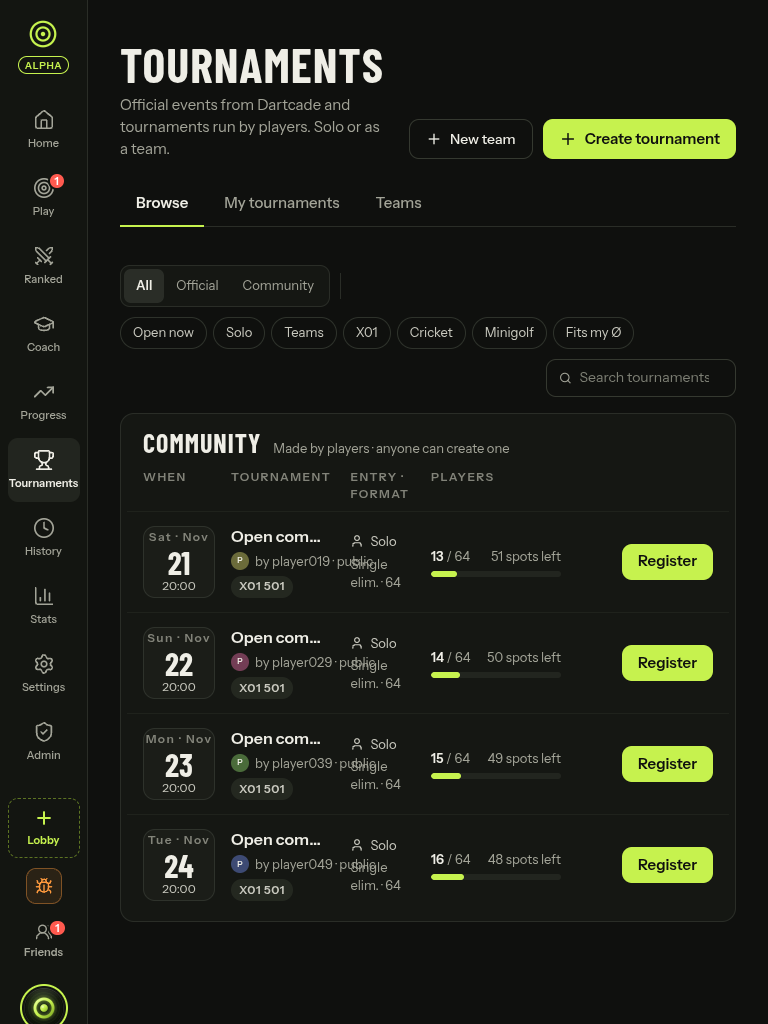 ALPHA
Home
1
Play
Ranked
Coach
Progress
Tournaments
History
Stats
Settings
Admin
Lobby
1
Friends
TOURNAMENTS
Official events from Dartcade and
tournaments run by players. Solo or as
a team.
New team
Create tournament
Browse
My tournaments
Teams
All
Official
Community
Open now
Solo
Teams
X01
Cricket
Minigolf
Fits my Ø
Search tournaments
COMMUNITY
Made by players · anyone can create one
WHEN
TOURNAMENT
ENTRY ·
FORMAT
PLAYERS
Sat · Nov
21
20:00
Open com...
P
by player019 · public
X01 501
Solo
Single
elim. · 64
13 / 64
51 spots left
Register
Sun · Nov
22
20:00
Open com...
P
by player029 · public
X01 501
Solo
Single
elim. · 64
14 / 64
50 spots left
Register
Mon · Nov
23
20:00
Open com...
P
by player039 · public
X01 501
Solo
Single
elim. · 64
15 / 64
49 spots left
Register
Tue · Nov
24
20:00
Open com...
P
by player049 · public
X01 501
Solo
Single
elim. · 64
16 / 64
48 spots left
Register